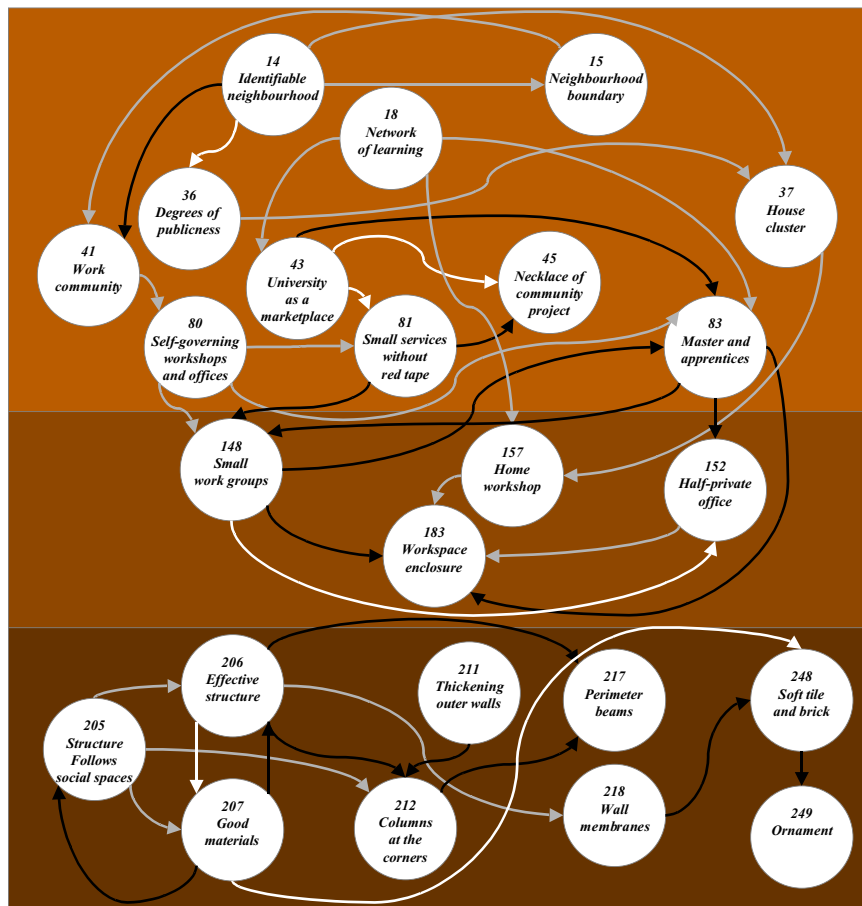 14
Identifiable
neighbourhood
15
Neighbourhood
boundary
18
Network
of learning
36
Degrees of
publicness
37
House
cluster
41
Work
community
43
University
as a
marketplace
45
Necklace of
community
project
80
Self-governing
workshops
and offices
81
Small services
without
red tape
83
Master and
apprentices
148
Small
work groups
157
Home
workshop
152
Half-private
office
183
Workspace
enclosure
206
Effective
structure
211
Thickening
outer walls
217
Perimeter
beams
248
Soft tile
and brick
205
Structure
Follows
social spaces
207
Good
materials
212
Columns
at the
corners
218
Wall
membranes
249
Ornament